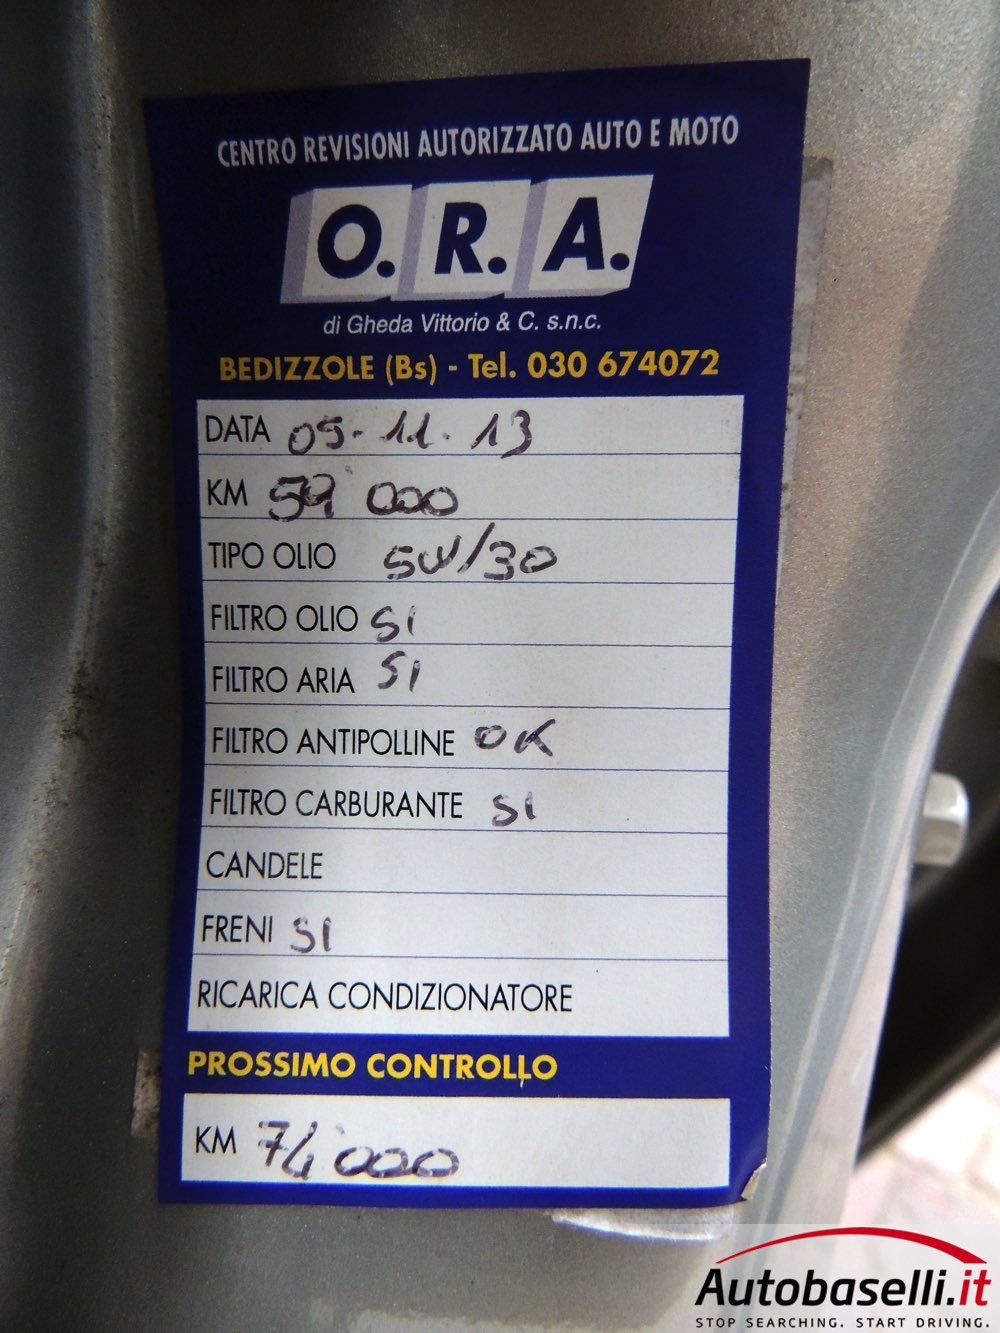 CENTRO REVISIONI AUTORIZZATO AUTO E MOTO
O. R. A.
di Gheda Vittorio & C. s.n.c.
BEDIZZOLE (Bs) - Tel. 030 674072
DATA 05-11-13
KM 59'000
TIPO OLIO 5W/30
FILTRO OLIO SI
FILTRO ARIA SI
FILTRO ANTIPOLLINE OK
FILTRO CARBURANTE SI
CANDELE
FRENI SI
RICARICA CONDIZIONATORE
PROSSIMO CONTROLLO
KM 74'000
Autobaselli.it
STOP SEARCHING. START DRIVING.